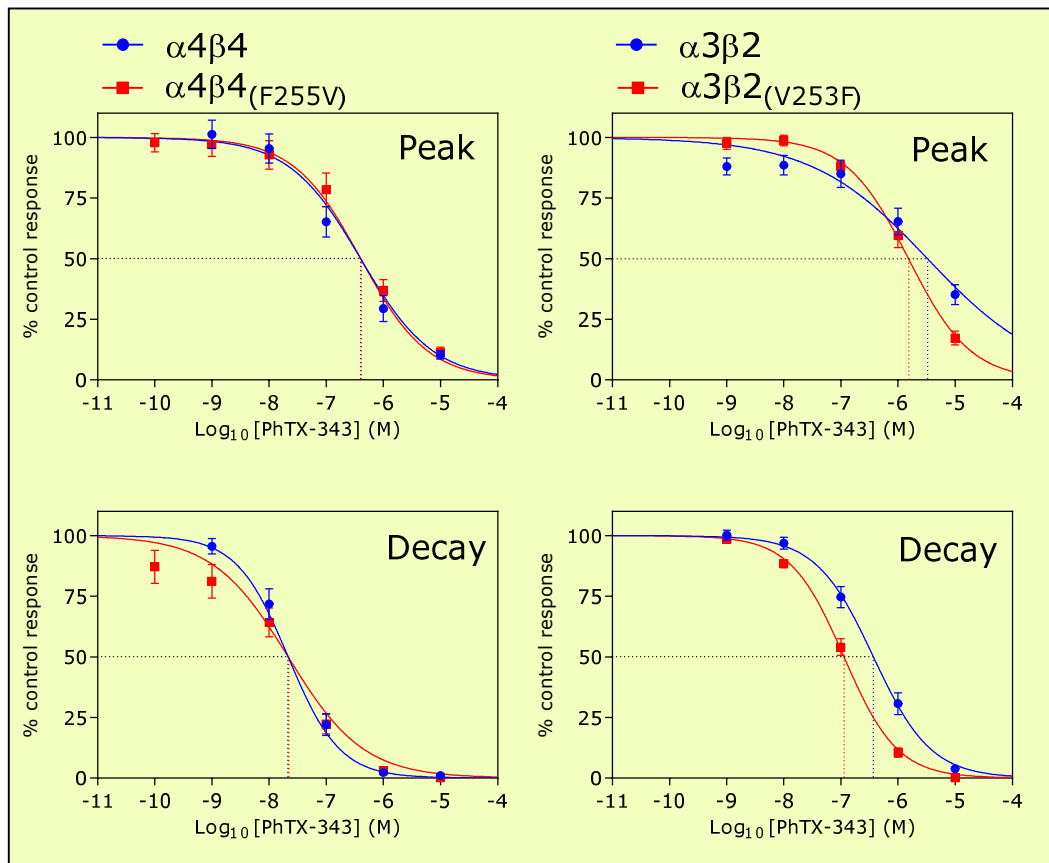 α4β4
α4β4(F255V)
α3β2
α3β2(V253F)
Peak
% control response
100
75
50
25
0
-11 -10 -9 -8 -7 -6 -5 -4
Log10 [PhTX-343] (M)
Peak
% control response
100
75
50
25
0
-11 -10 -9 -8 -7 -6 -5 -4
Log10 [PhTX-343] (M)
Decay
% control response
100
75
50
25
0
-11 -10 -9 -8 -7 -6 -5 -4
Log10 [PhTX-343] (M)
Decay
% control response
100
75
50
25
0
-11 -10 -9 -8 -7 -6 -5 -4
Log10 [PhTX-343] (M)